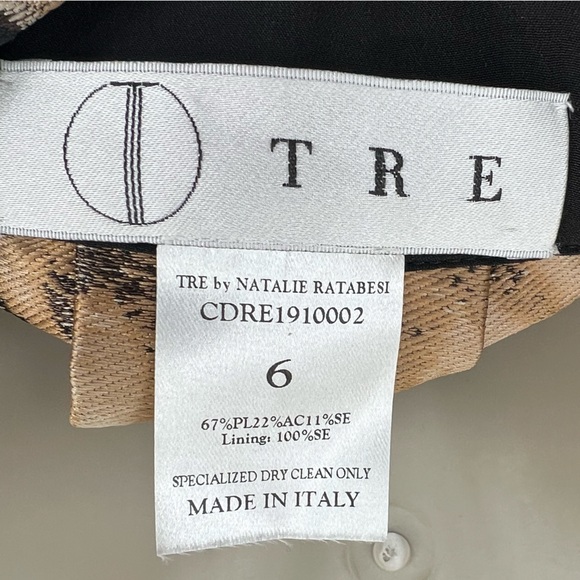 TRE
TRE by NATALIE RATABESI
CDRE1910002
6
67%PL22%AC11%SE
Lining: 100%SE
SPECIALIZED DRY CLEAN ONLY
MADE IN ITALY